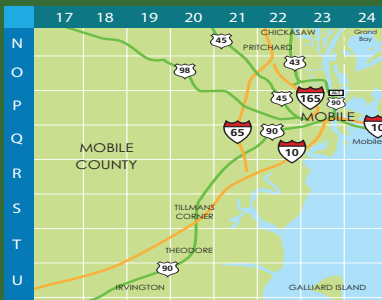 17 18 19 20 21 22 23 24
N
O
P
Q
R
S
T
U
CHICKASAW
Grand
Bay
45
PRITCHARD
43
98
45
165
90
MOBILE
65
90
10
10
Mobile
MOBILE
COUNTY
TILLMANS
CORNER
THEODORE
90
IRVINGTON
GALLIARD ISLAND